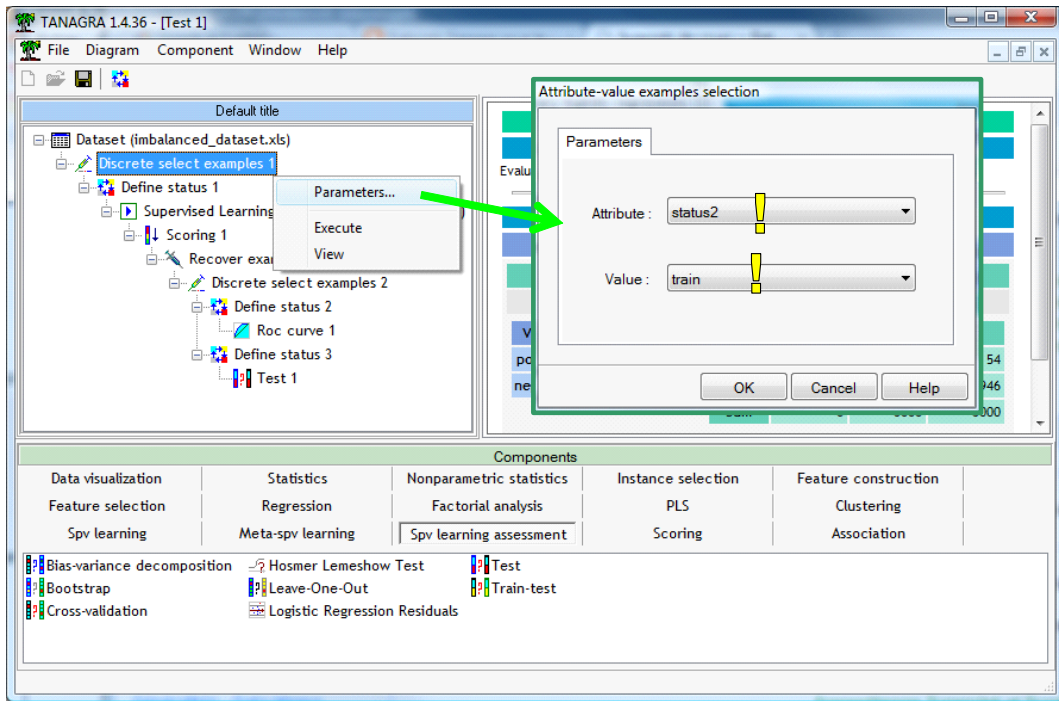 TANAGRA 1.4.36 - [Test 1]
File Diagram Component Window Help
Default title
Dataset (imbalanced_dataset.xls)
Discrete select examples 1
Define status 1
Supervised Learning
)
Scoring 1
Recover exa
Discrete select examples 2
Define status 2
Roc curve 1
Define status 3
Test 1
Parameters...
Execute
View
Evalu
V
po
ne
54
946
Attribute-value examples selection
Parameters
Attribute : status2
Value : train
OK Cancel Help
Components
Data visualization Statistics Nonparametric statistics Instance selection Feature construction
Feature selection Regression Factorial analysis PLS Clustering
Spv learning Meta-spv learning Spv learning assessment Scoring Association
Bias-variance decomposition Hosmer Lemeshow Test Test
Bootstrap Leave-One-Out Train-test
Cross-validation Logistic Regression Residuals